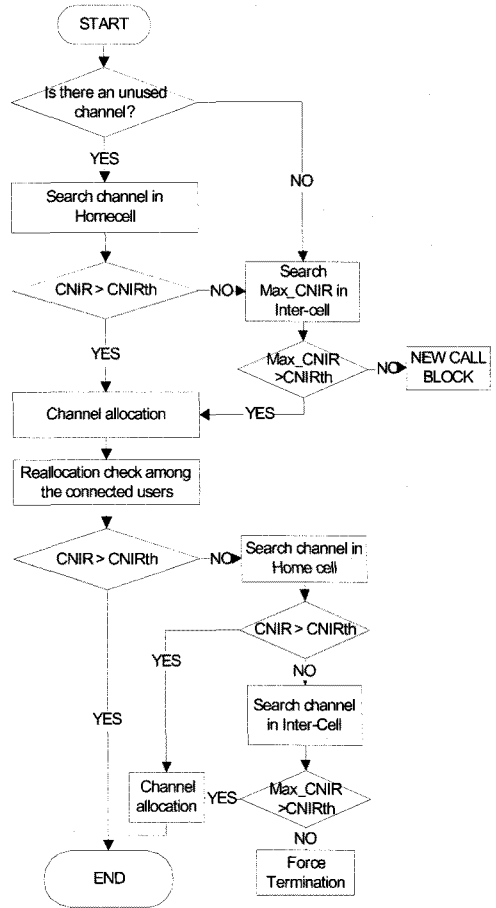 START
Is there an unused
channel?
YES
NO
Search channel in
Homecell
CNIR > CNIRth
NO
Search
Max_CNIR in
Inter-cell
YES
Max_CNIR
>CNIRth
NO
NEW CALL
BLOCK
Channel allocation
YES
Reallocation check among
the connected users
CNIR > CNIRth
NO
Search channel in
Home cell
CNIR > CNIRth
YES
NO
Search channel
in Inter-Cell
YES
Channel
allocation
YES
Max_CNIR
>CNIRth
NO
Force
Termination
END